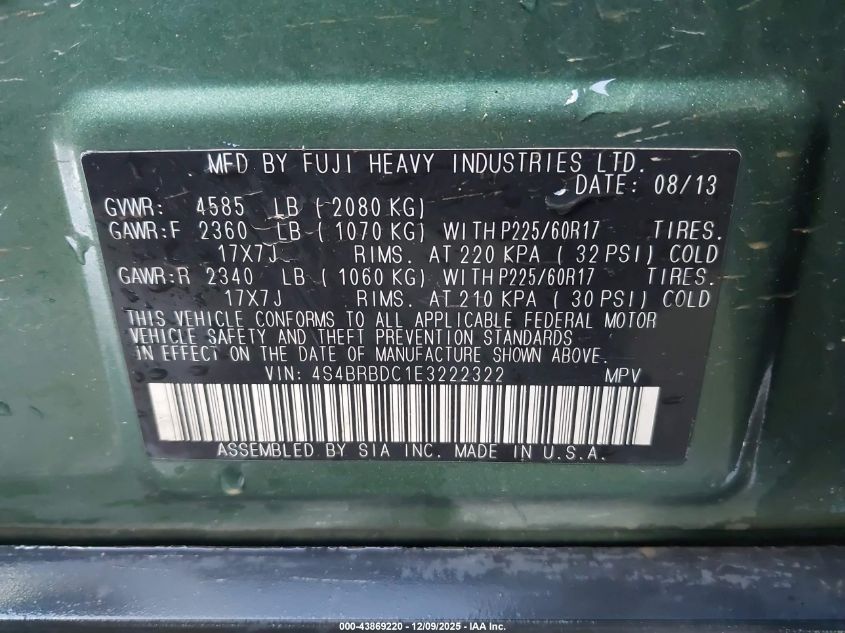 MFD BY FUJI HEAVY INDUSTRIES LTD.
DATE: 08/13
GVWR: 4585 LB ( 2080 KG)
GAWR:F 2360 LB ( 1070 KG) WITH P225/60R17 TIRES.
17X7J RIMS. AT 220 KPA ( 32 PSI) COLD
GAWR:R 2340 LB ( 1060 KG) WITH P225/60R17 TIRES.
17X7J RIMS. AT 210 KPA ( 30 PSI) COLD
THIS VEHICLE CONFORMS TO ALL APPLICABLE FEDERAL MOTOR
VEHICLE SAFETY AND THEFT PREVENTION STANDARDS
IN EFFECT ON THE DATE OF MANUFACTURE SHOWN ABOVE.
VIN: 4S4BRBDC1E3222322 MPV
ASSEMBLED BY SIA INC. MADE IN U.S.A.
000-43869220 - 12/09/2025 - IAA Inc.